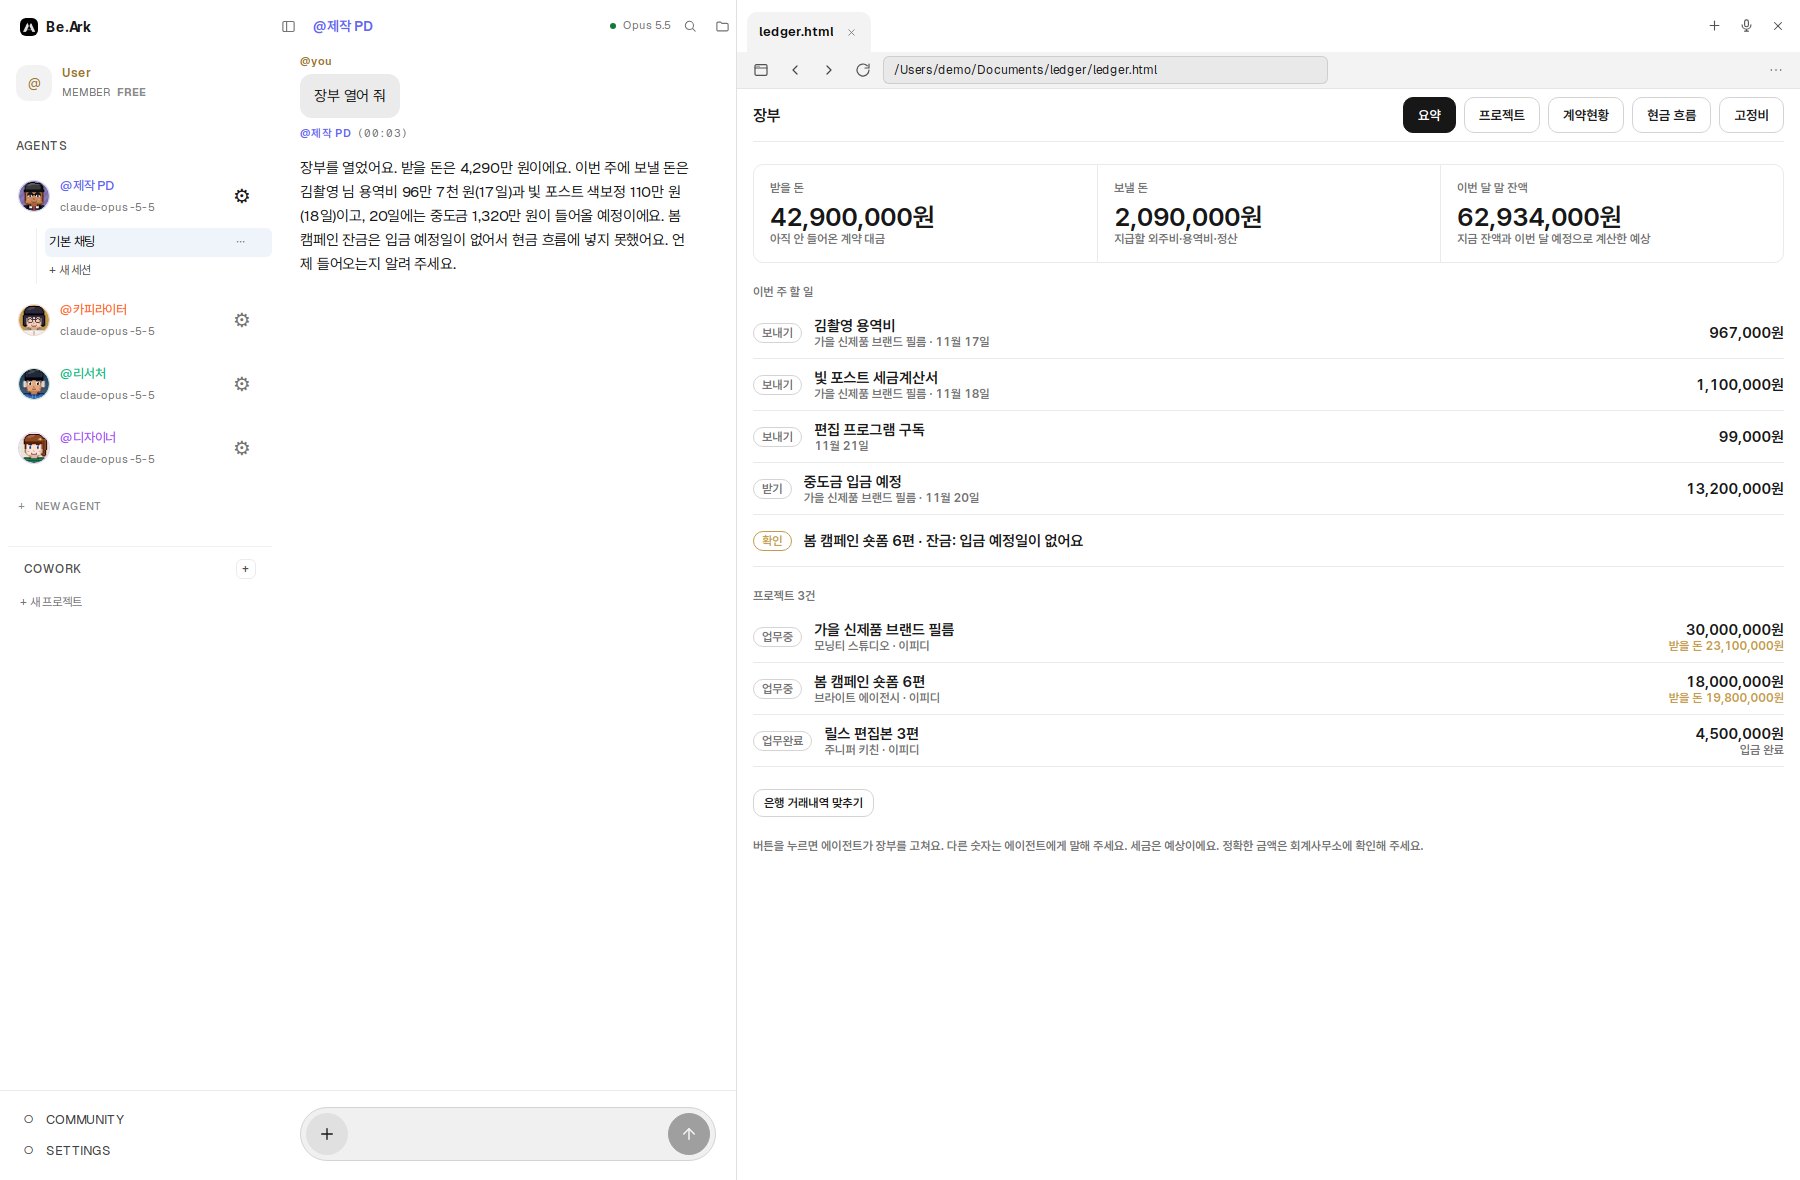 Be.Ark
@
User
MEMBER FREE
AGENTS
@제작 PD
claude-opus-5-5
기본 채팅
···
+ 새 세션
@카피라이터
claude-opus-5-5
@리서처
claude-opus-5-5
@디자이너
claude-opus-5-5
+ NEW AGENT
COWORK
+
+ 새 프로젝트
COMMUNITY
SETTINGS
@제작 PD
Opus 5.5
@you
장부 열어 줘
@제작 PD (00:03)
장부를 열었어요. 받을 돈은 4,290만 원이에요. 이번 주에 보낼 돈은
김촬영 님 용역비 96만 7천 원(17일)과 빛 포스트 색보정 110만 원
(18일)이고, 20일에는 중도금 1,320만 원이 들어올 예정이에요. 봄
캠페인 잔금은 입금 예정일이 없어서 현금 흐름에 넣지 못했어요. 언
제 들어오는지 알려 주세요.
ledger.html
/Users/demo/Documents/ledger/ledger.html
···
장부
요약
프로젝트
계약현황
현금 흐름
고정비
받을 돈
42,900,000원
아직 안 들어온 계약 대금
보낼 돈
2,090,000원
지급할 외주비·용역비·정산
이번 달 말 잔액
62,934,000원
지금 잔액과 이번 달 예정으로 계산한 예상
이번 주 할 일
보내기 김촬영 용역비 967,000원
가을 신제품 브랜드 필름 · 11월 17일
보내기 빛 포스트 세금계산서 1,100,000원
가을 신제품 브랜드 필름 · 11월 18일
보내기 편집 프로그램 구독 99,000원
11월 21일
받기 중도금 입금 예정 13,200,000원
가을 신제품 브랜드 필름 · 11월 20일
확인 봄 캠페인 숏폼 6편 · 잔금: 입금 예정일이 없어요
프로젝트 3건
업무중 가을 신제품 브랜드 필름 30,000,000원
모닝티 스튜디오 · 이피디 받을 돈 23,100,000원
업무중 봄 캠페인 숏폼 6편 18,000,000원
브라이트 에이전시 · 이피디 받을 돈 19,800,000원
업무완료 릴스 편집본 3편 4,500,000원
주니퍼 키친 · 이피디 입금 완료
은행 거래내역 맞추기
버튼을 누르면 에이전트가 장부를 고쳐요. 다른 숫자는 에이전트에게 말해 주세요. 세금은 예상이에요. 정확한 금액은 회계사무소에 확인해 주세요.